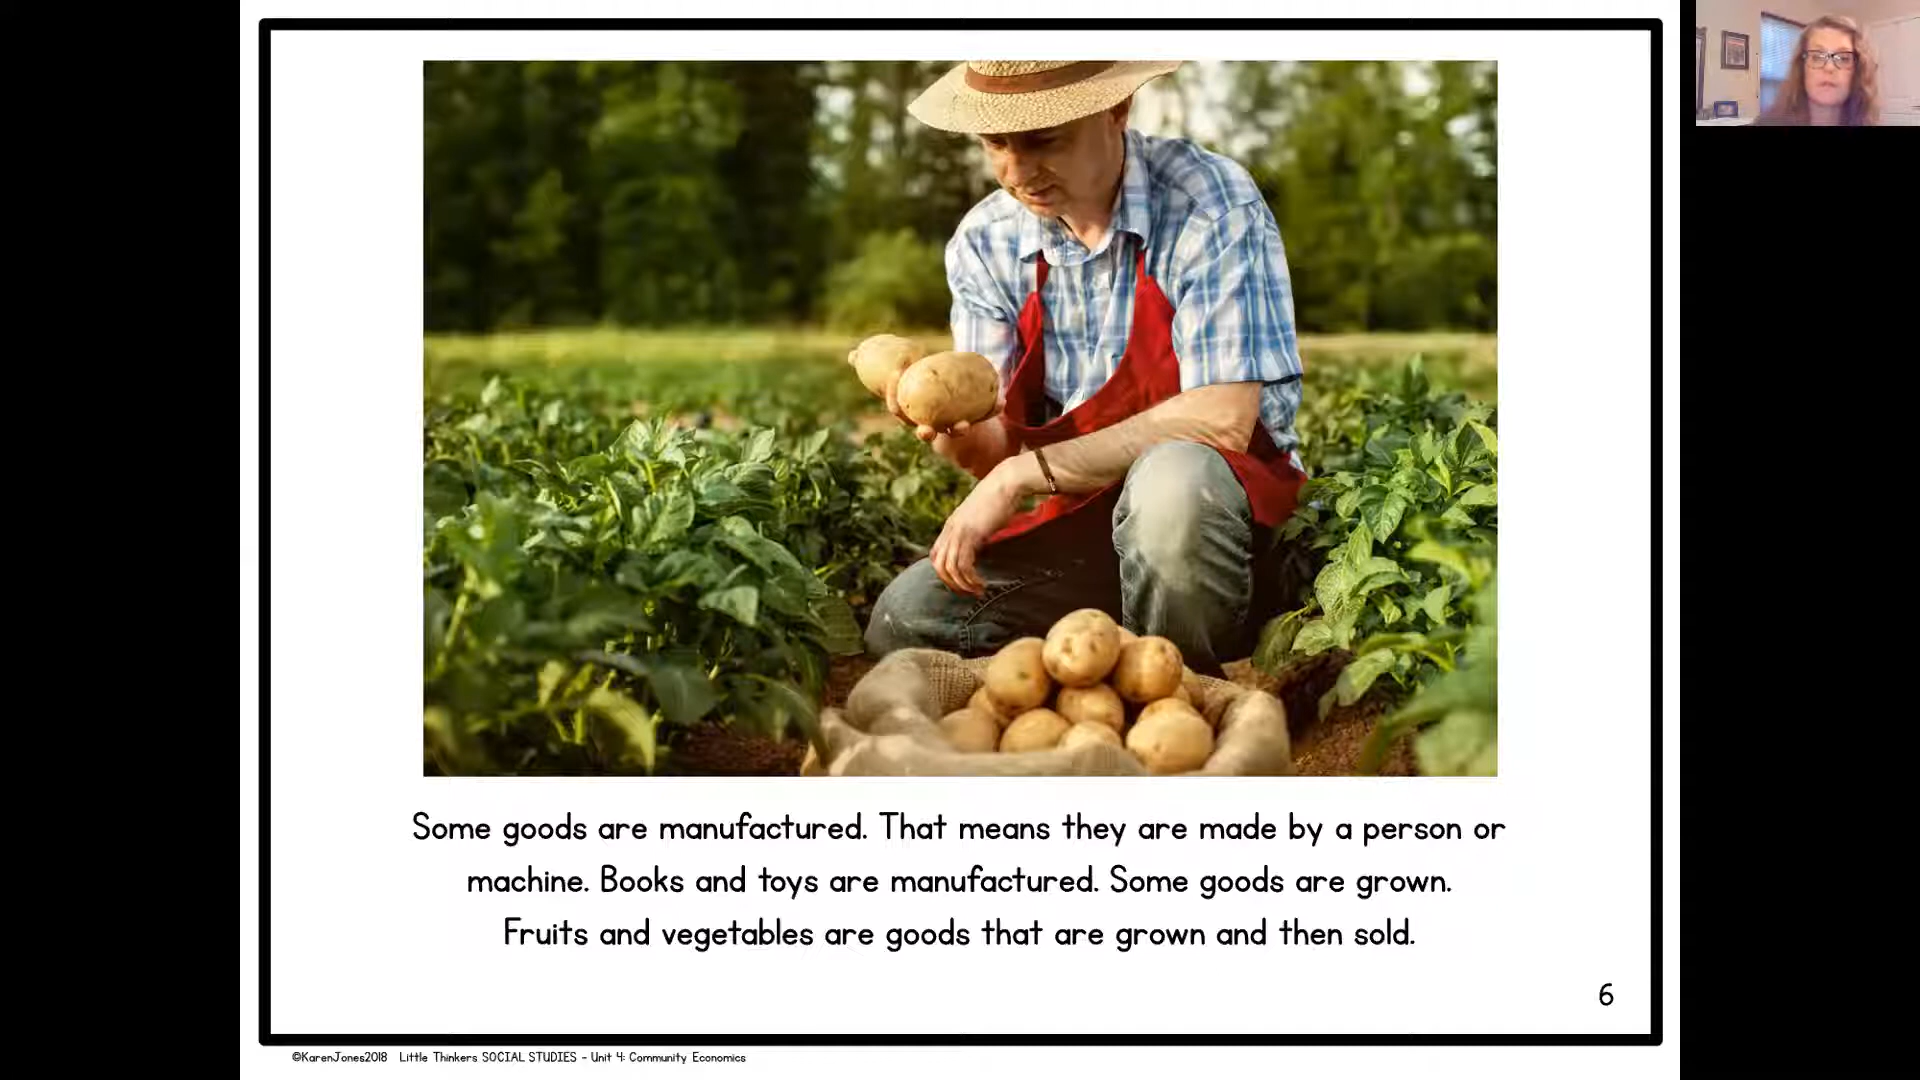 Some goods are manufactured. That means they are made by a person or
machine. Books and toys are manufactured. Some goods are grown.
Fruits and vegetables are goods that are grown and then sold.
6
©KarenJones2018 Little Thinkers SOCIAL STUDIES - Unit 4: Community Economics